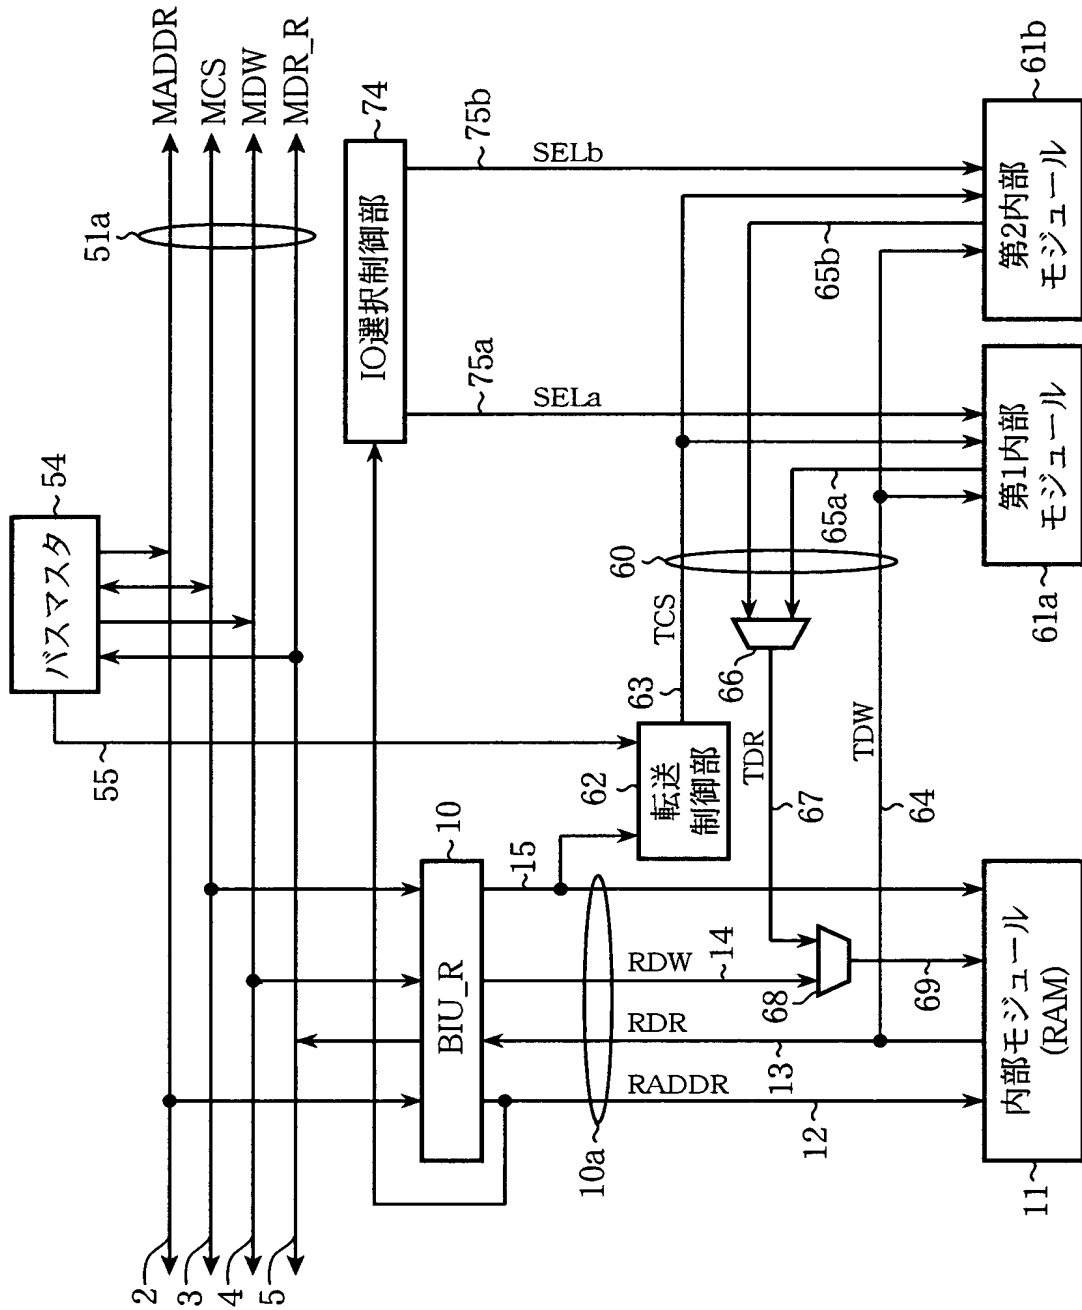 MADDR
MCS
MDW
MDR_R
51a
2
3
4
5
バスマスタ
54
55
IO選択制御部
74
75a
SELa
75b
SELb
BIU_R
10
10a
15
RDW
14
RDR
13
RADDR
12
転送
制御部
62
63
TCS
60
66
TDR
67
TDW
64
65a
65b
68
69
内部モジュール
(RAM)
11
第1内部
モジュール
61a
第2内部
モジュール
61b